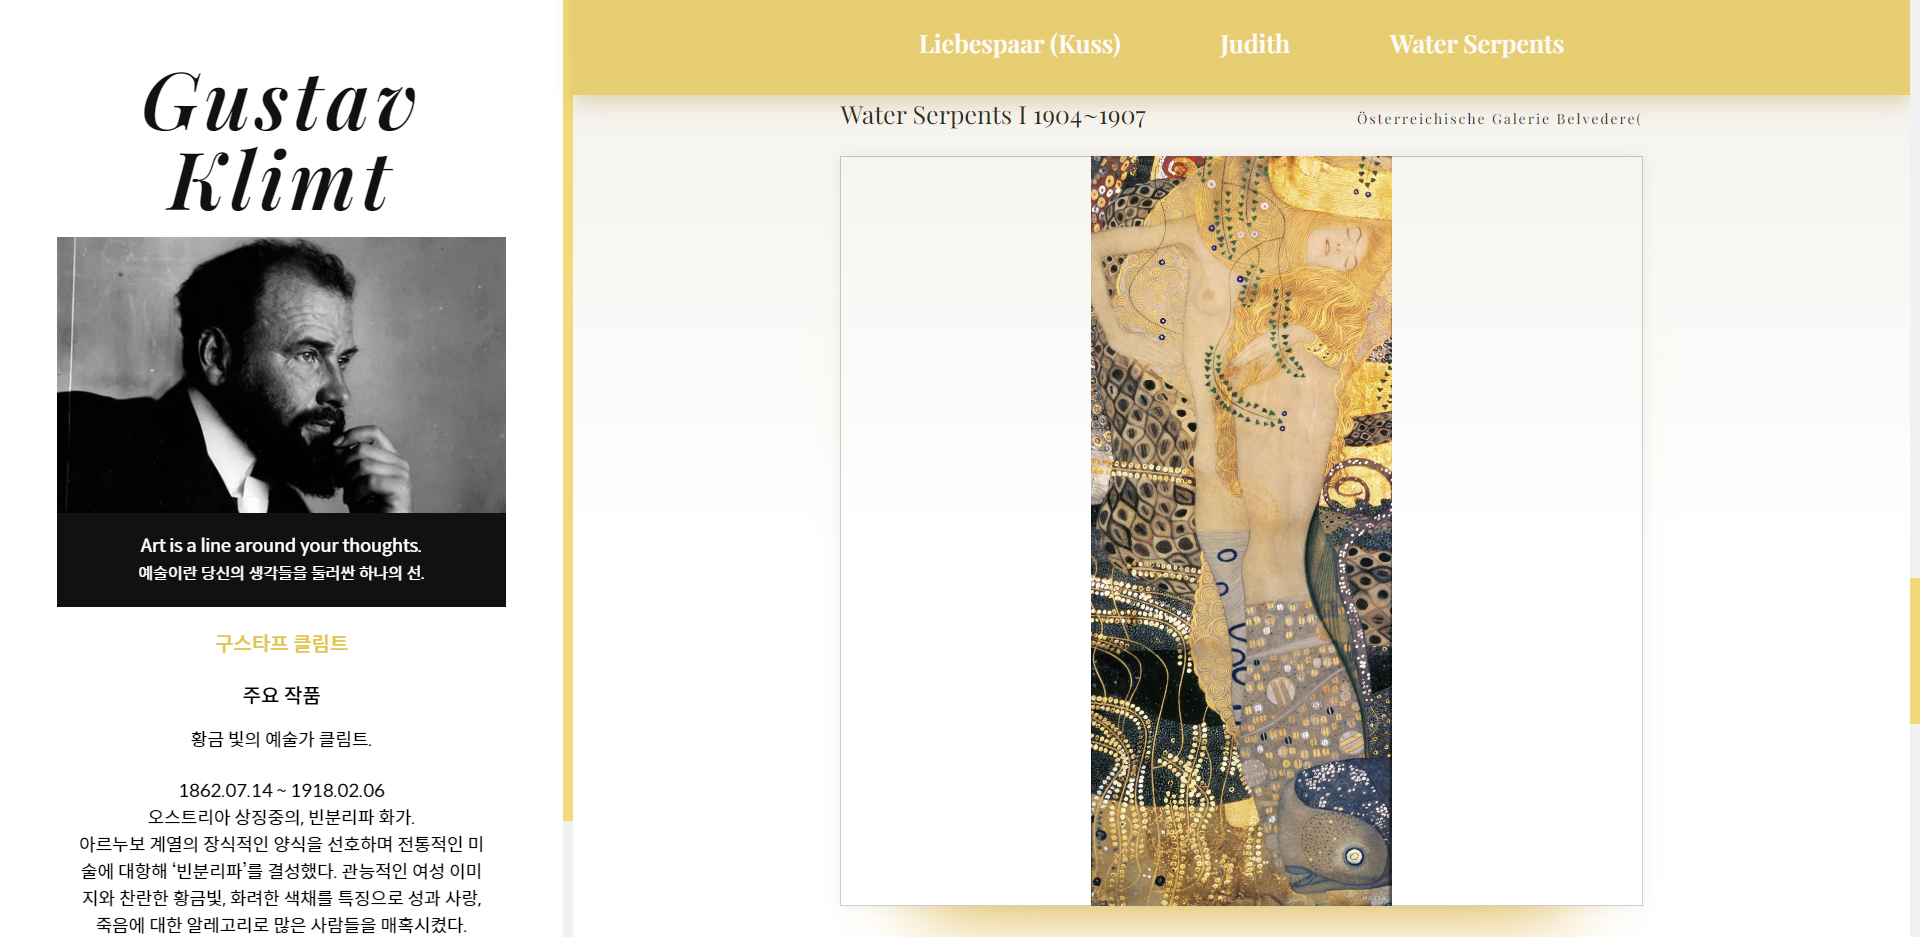 Gustav
Klimt
Art is a line around your thoughts.
예술이란 당신의 생각들을 둘러싼 하나의 선.
구스타프 클림트
주요 작품
황금 빛의 예술가 클림트.
1862.07.14 ~ 1918.02.06
오스트리아 상징중의, 빈분리파 화가.
아르누보 계열의 장식적인 양식을 선호하며 전통적인 미
술에 대항해 ‘빈분리파’를 결성했다. 관능적인 여성 이미
지와 찬란한 황금빛, 화려한 색채를 특징으로 성과 사랑,
죽음에 대한 알레고리로 많은 사람들을 매혹시켰다.
Liebespaar (Kuss) Judith Water Serpents
Water Serpents I 1904~1907 Österreichische Galerie Belvedere(